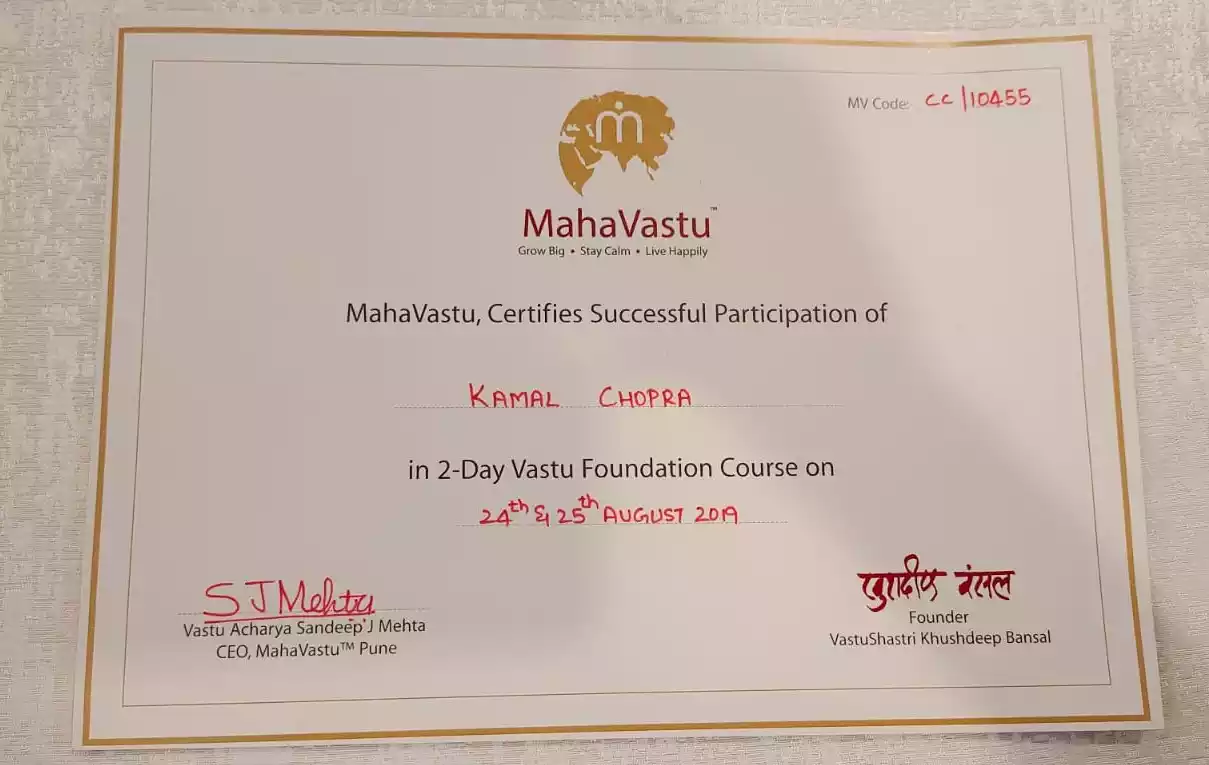 MV Code: CC/10455
m
MahaVastu™
Grow Big • Stay Calm • Live Happily
MahaVastu, Certifies Successful Participation of
KAMAL CHOPRA
in 2-Day Vastu Foundation Course on
24th & 25th AUGUST 2019
S J Mehta
Vastu Acharya Sandeep J Mehta
CEO, MahaVastu™ Pune
खुशदीप बंसल
Founder
VastuShastri Khushdeep Bansal